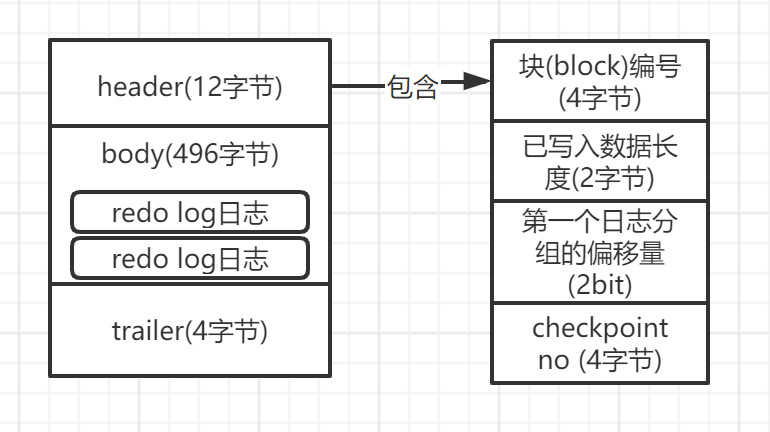 header(12字节)
body(496字节)
redo log日志
redo log日志
trailer(4字节)
包含
块(block)编号
(4字节)
已写入数据长
度(2字节)
第一个日志分
组的偏移量
(2bit)
checkpoint
no (4字节)